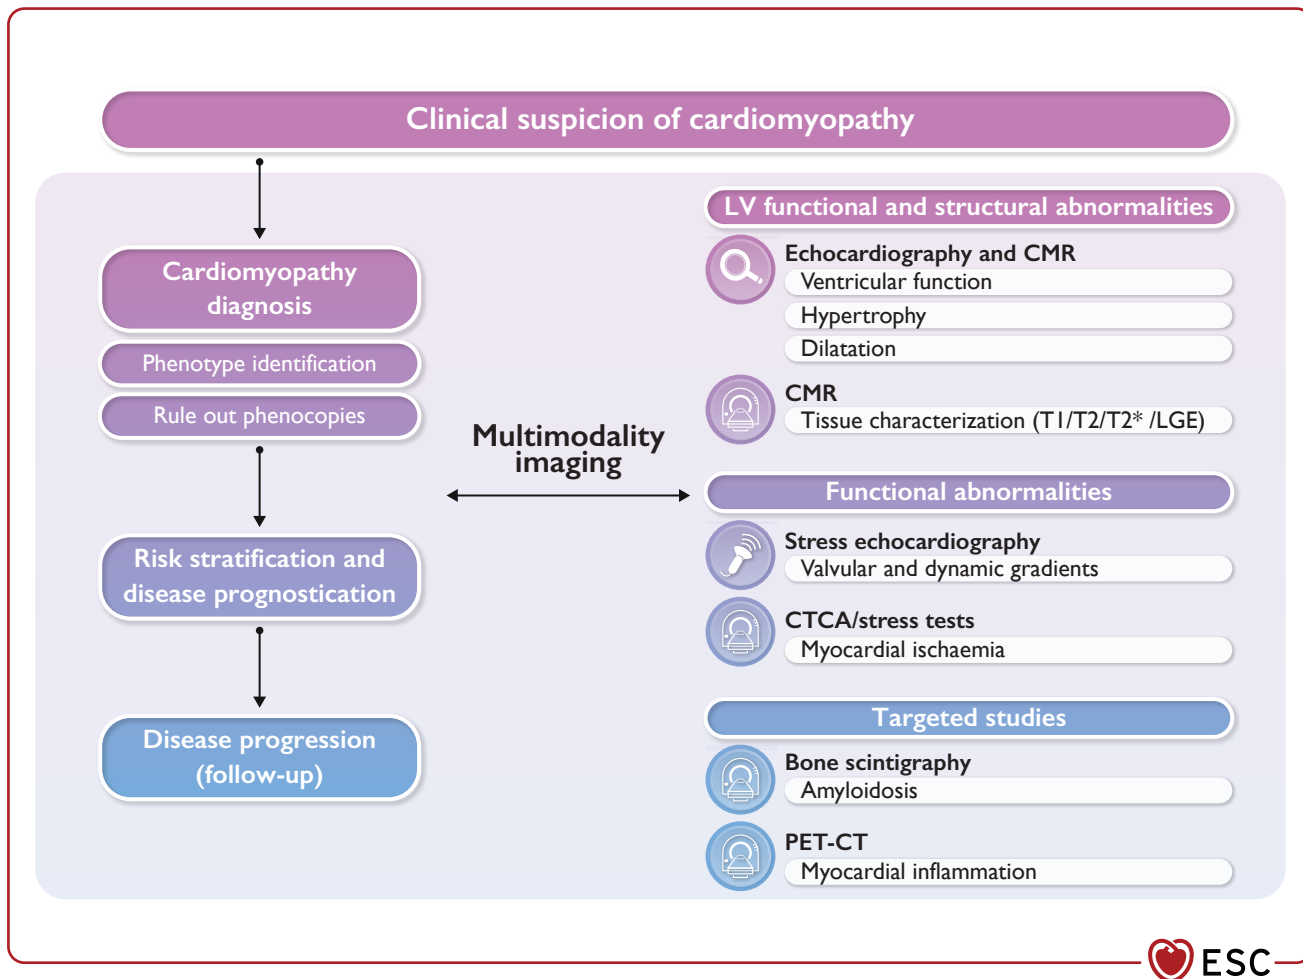 Clinical suspicion of cardiomyopathy
Cardiomyopathy
diagnosis
Phenotype identification
Rule out phenocopies
Risk stratification and
disease prognostication
Disease progression
(follow-up)
Multimodality
imaging
LV functional and structural abnormalities
Echocardiography and CMR
Ventricular function
Hypertrophy
Dilatation
CMR
Tissue characterization (T1/T2/T2* /LGE)
Functional abnormalities
Stress echocardiography
Valvular and dynamic gradients
CTCA/stress tests
Myocardial ischaemia
Targeted studies
Bone scintigraphy
Amyloidosis
PET-CT
Myocardial inflammation
ESC